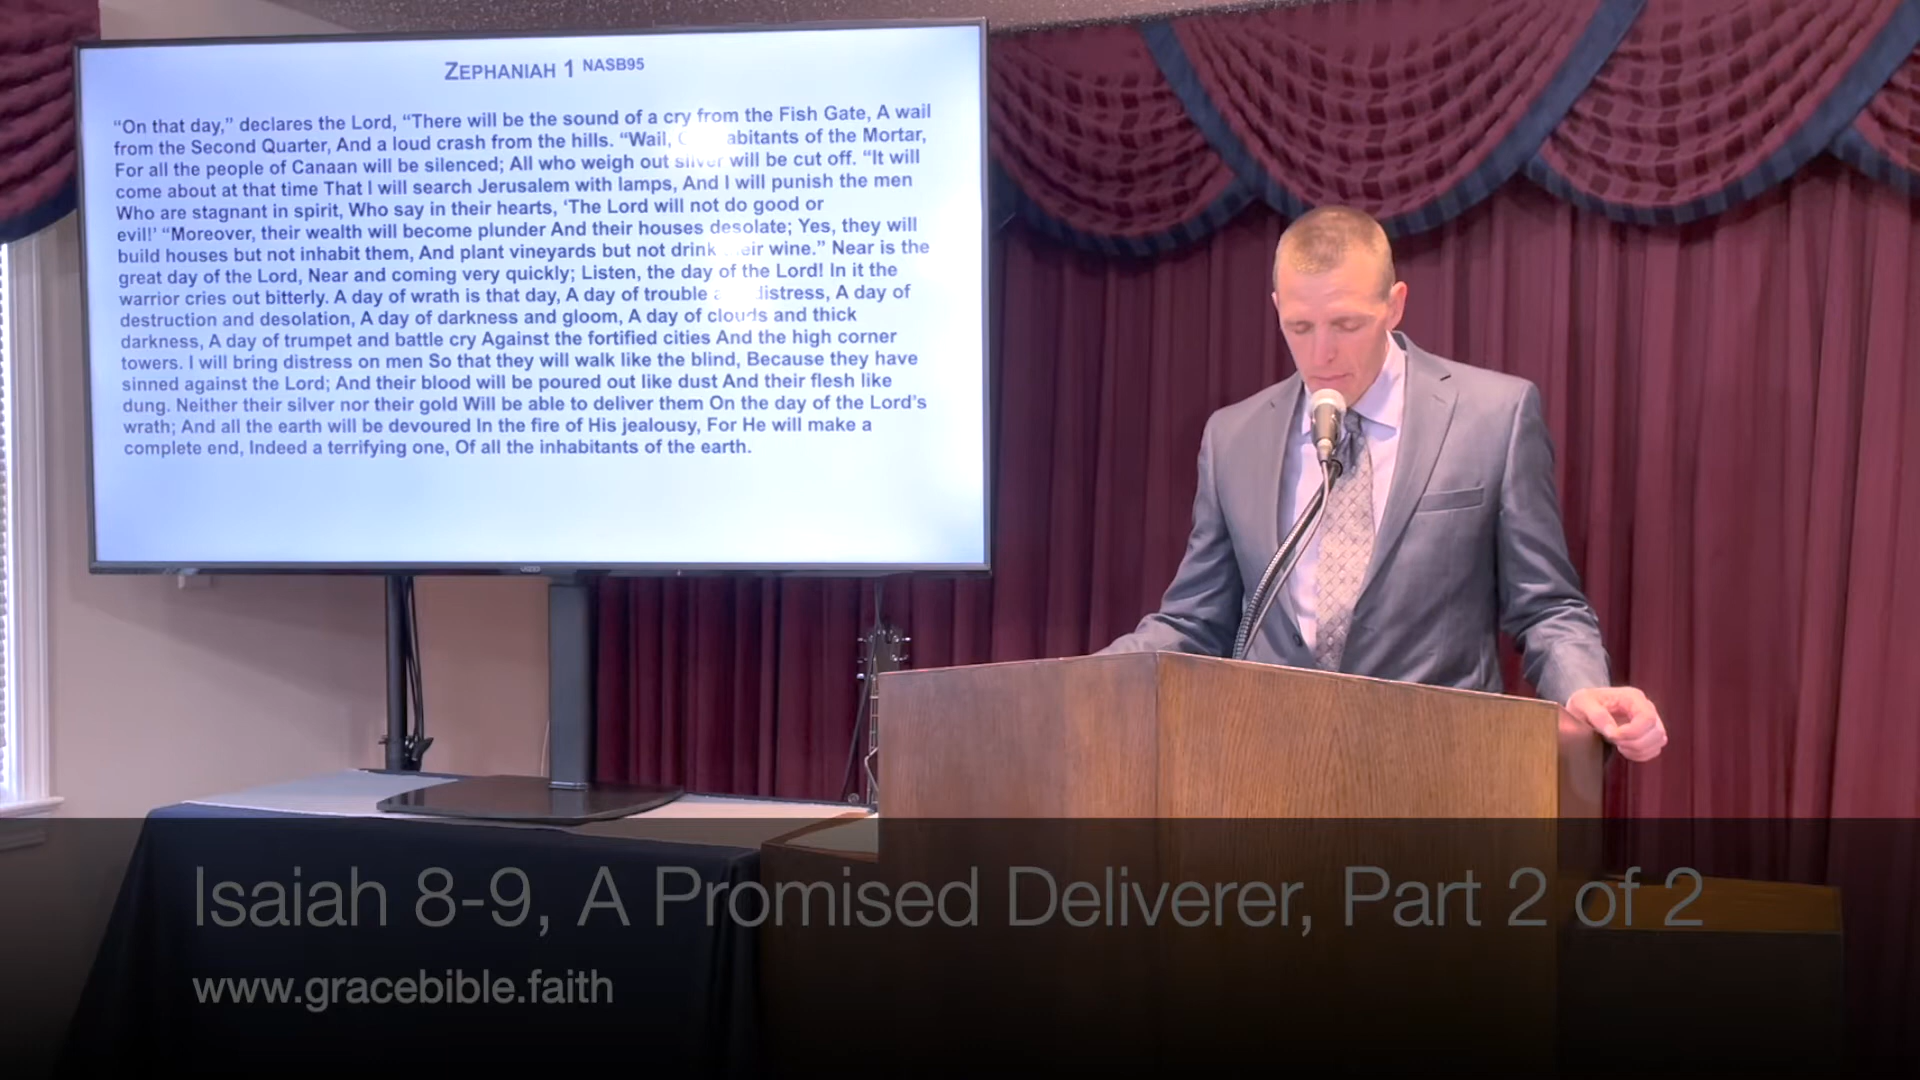 ZEPHANIAH 1 NASB95
“On that day,” declares the Lord, “There will be the sound of a cry from the Fish Gate, A wail
from the Second Quarter, And a loud crash from the hills. “Wail, abitants of the Mortar,
For all the people of Canaan will be silenced; All who weigh out silver will be cut off. “It will
come about at that time That I will search Jerusalem with lamps, And I will punish the men
Who are stagnant in spirit, Who say in their hearts, ‘The Lord will not do good or
evil!’ “Moreover, their wealth will become plunder And their houses desolate; Yes, they will
build houses but not inhabit them, And plant vineyards but not drink eir wine.” Near is the
great day of the Lord, Near and coming very quickly; Listen, the day of the Lord! In it the
warrior cries out bitterly. A day of wrath is that day, A day of trouble distress, A day of
destruction and desolation, A day of darkness and gloom, A day of clouds and thick
darkness, A day of trumpet and battle cry Against the fortified cities And the high corner
towers. I will bring distress on men So that they will walk like the blind, Because they have
sinned against the Lord; And their blood will be poured out like dust And their flesh like
dung. Neither their silver nor their gold Will be able to deliver them On the day of the Lord’s
wrath; And all the earth will be devoured In the fire of His jealousy, For He will make a
complete end, Indeed a terrifying one, Of all the inhabitants of the earth.
Isaiah 8-9, A Promised Deliverer, Part 2 of 2
www.gracebible.faith